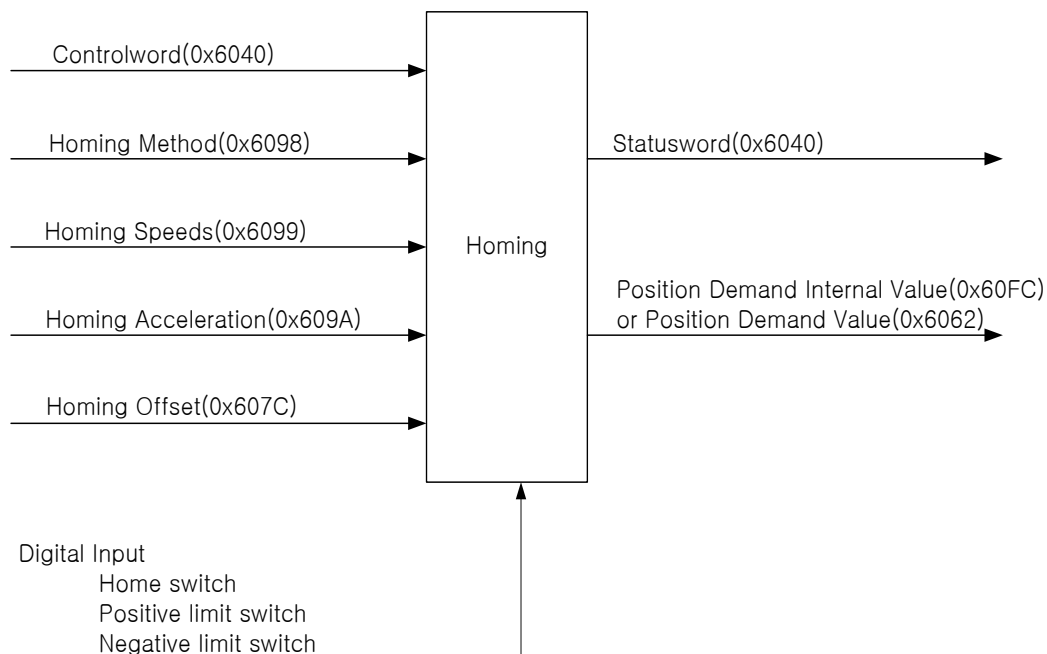 Controlword(0x6040)
Homing Method(0x6098)
Homing Speeds(0x6099)
Homing Acceleration(0x609A)
Homing Offset(0x607C)
Homing
Statusword(0x6040)
Position Demand Internal Value(0x60FC)
or Position Demand Value(0x6062)
Digital Input
Home switch
Positive limit switch
Negative limit switch